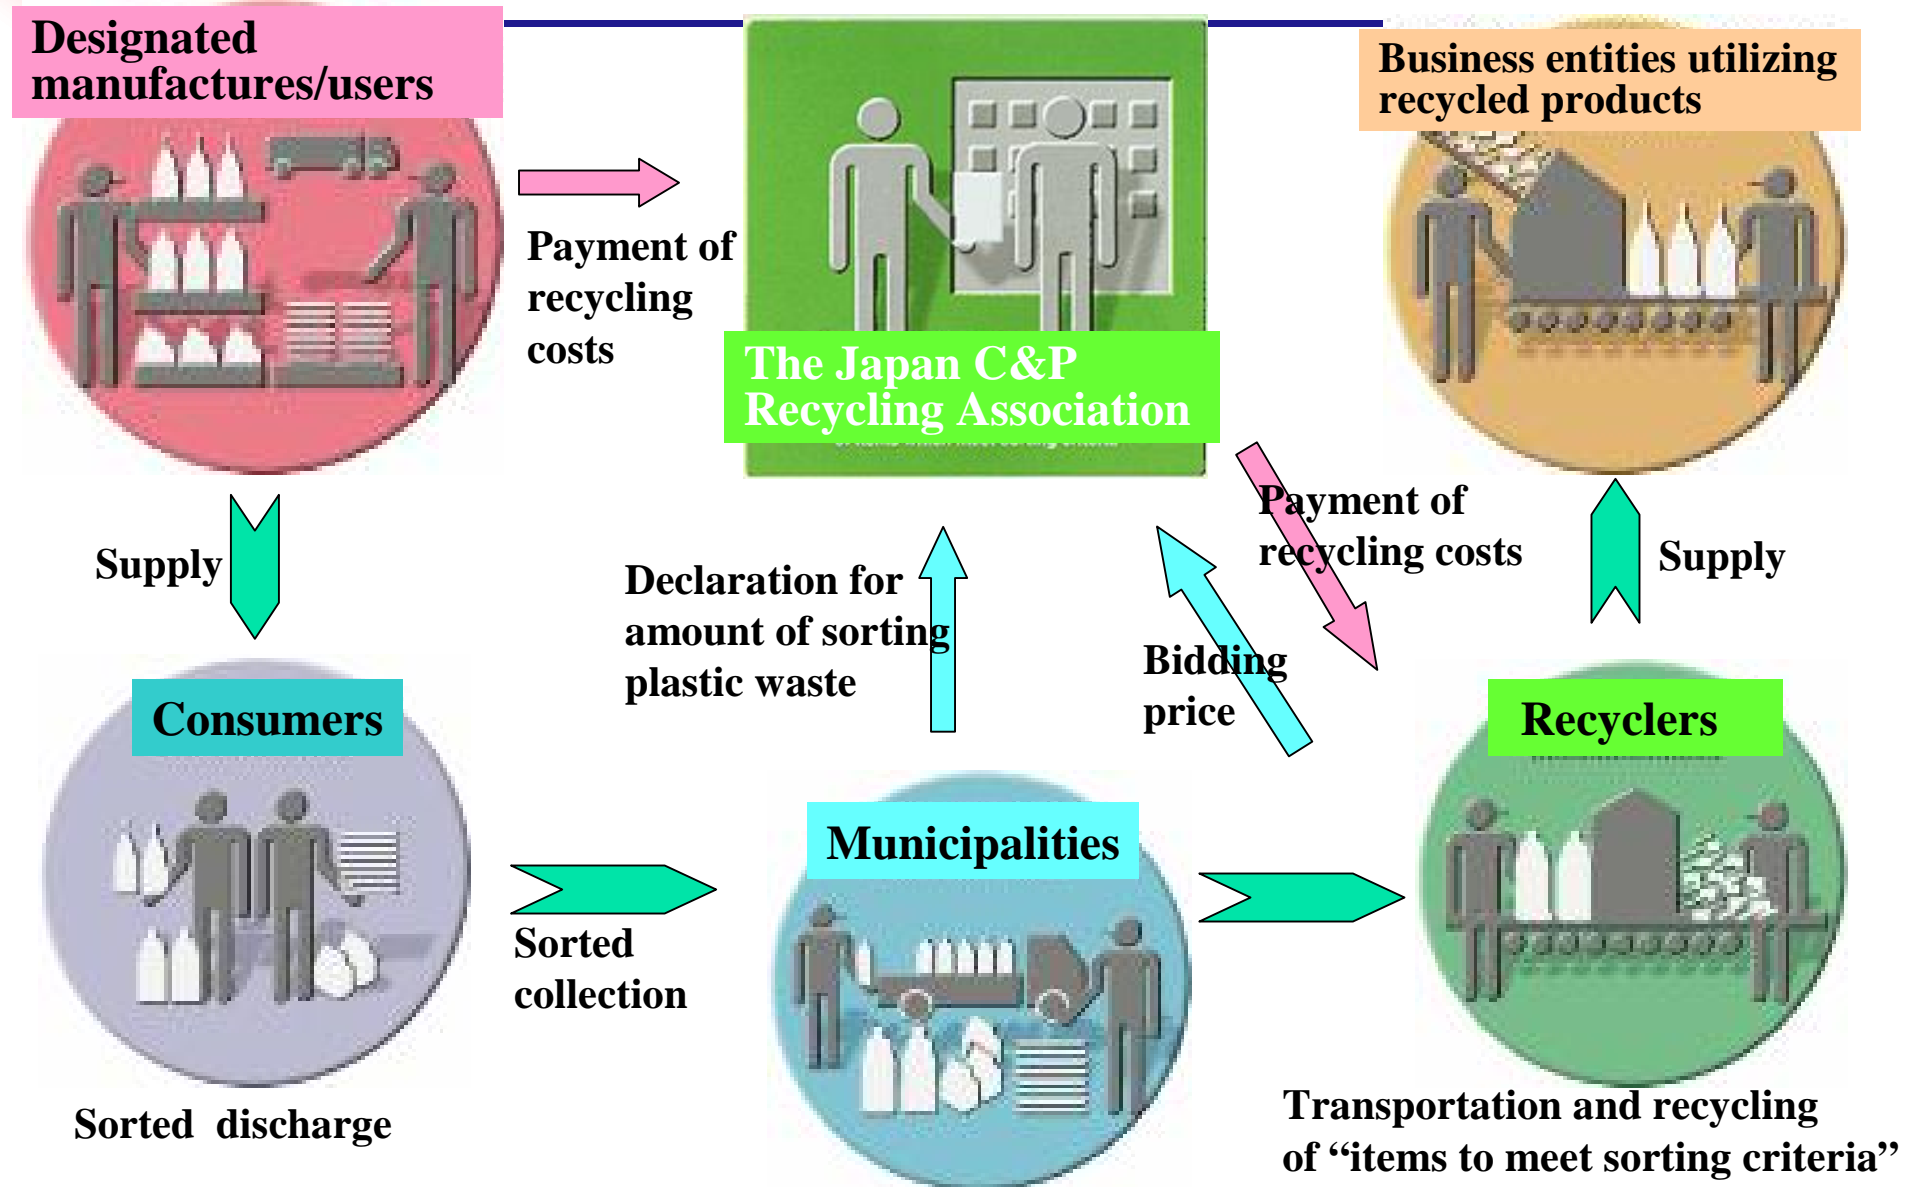 Designated
manufactures/users
Business entities utilizing
recycled products
Payment of
recycling
costs
The Japan C&P
Recycling Association
Payment of
recycling costs
Supply
Supply
Declaration for
amount of sorting
plastic waste
Bidding
price
Consumers
Recyclers
Municipalities
Sorted
collection
Sorted discharge
Transportation and recycling
of “items to meet sorting criteria”